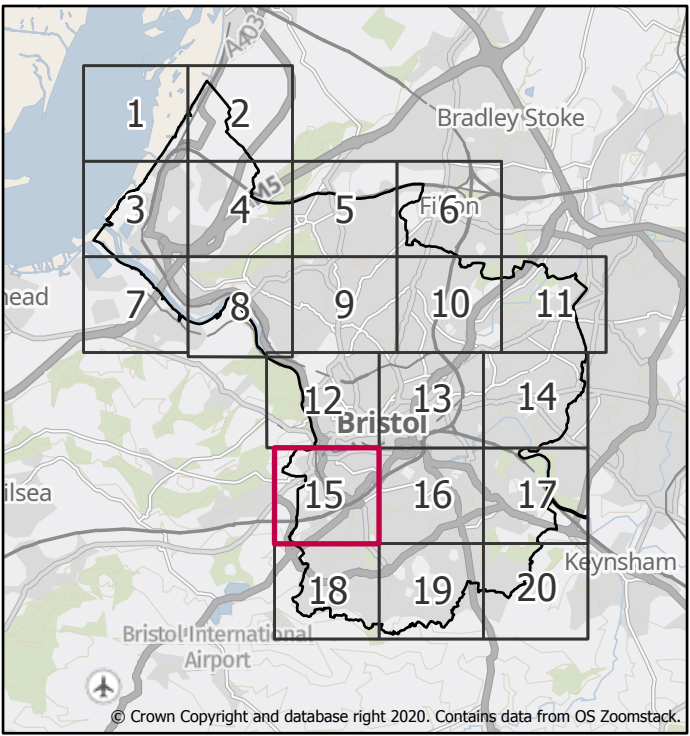 A403
1
2
Bradley Stoke
M5
3
4
5
6
Filton
head
7
8
9
10
11
12
13
14
Bristol
ilsea
15
16
17
Keynsham
18
19
20
Bristol International
Airport
© Crown Copyright and database right 2020. Contains data from OS Zoomstack.